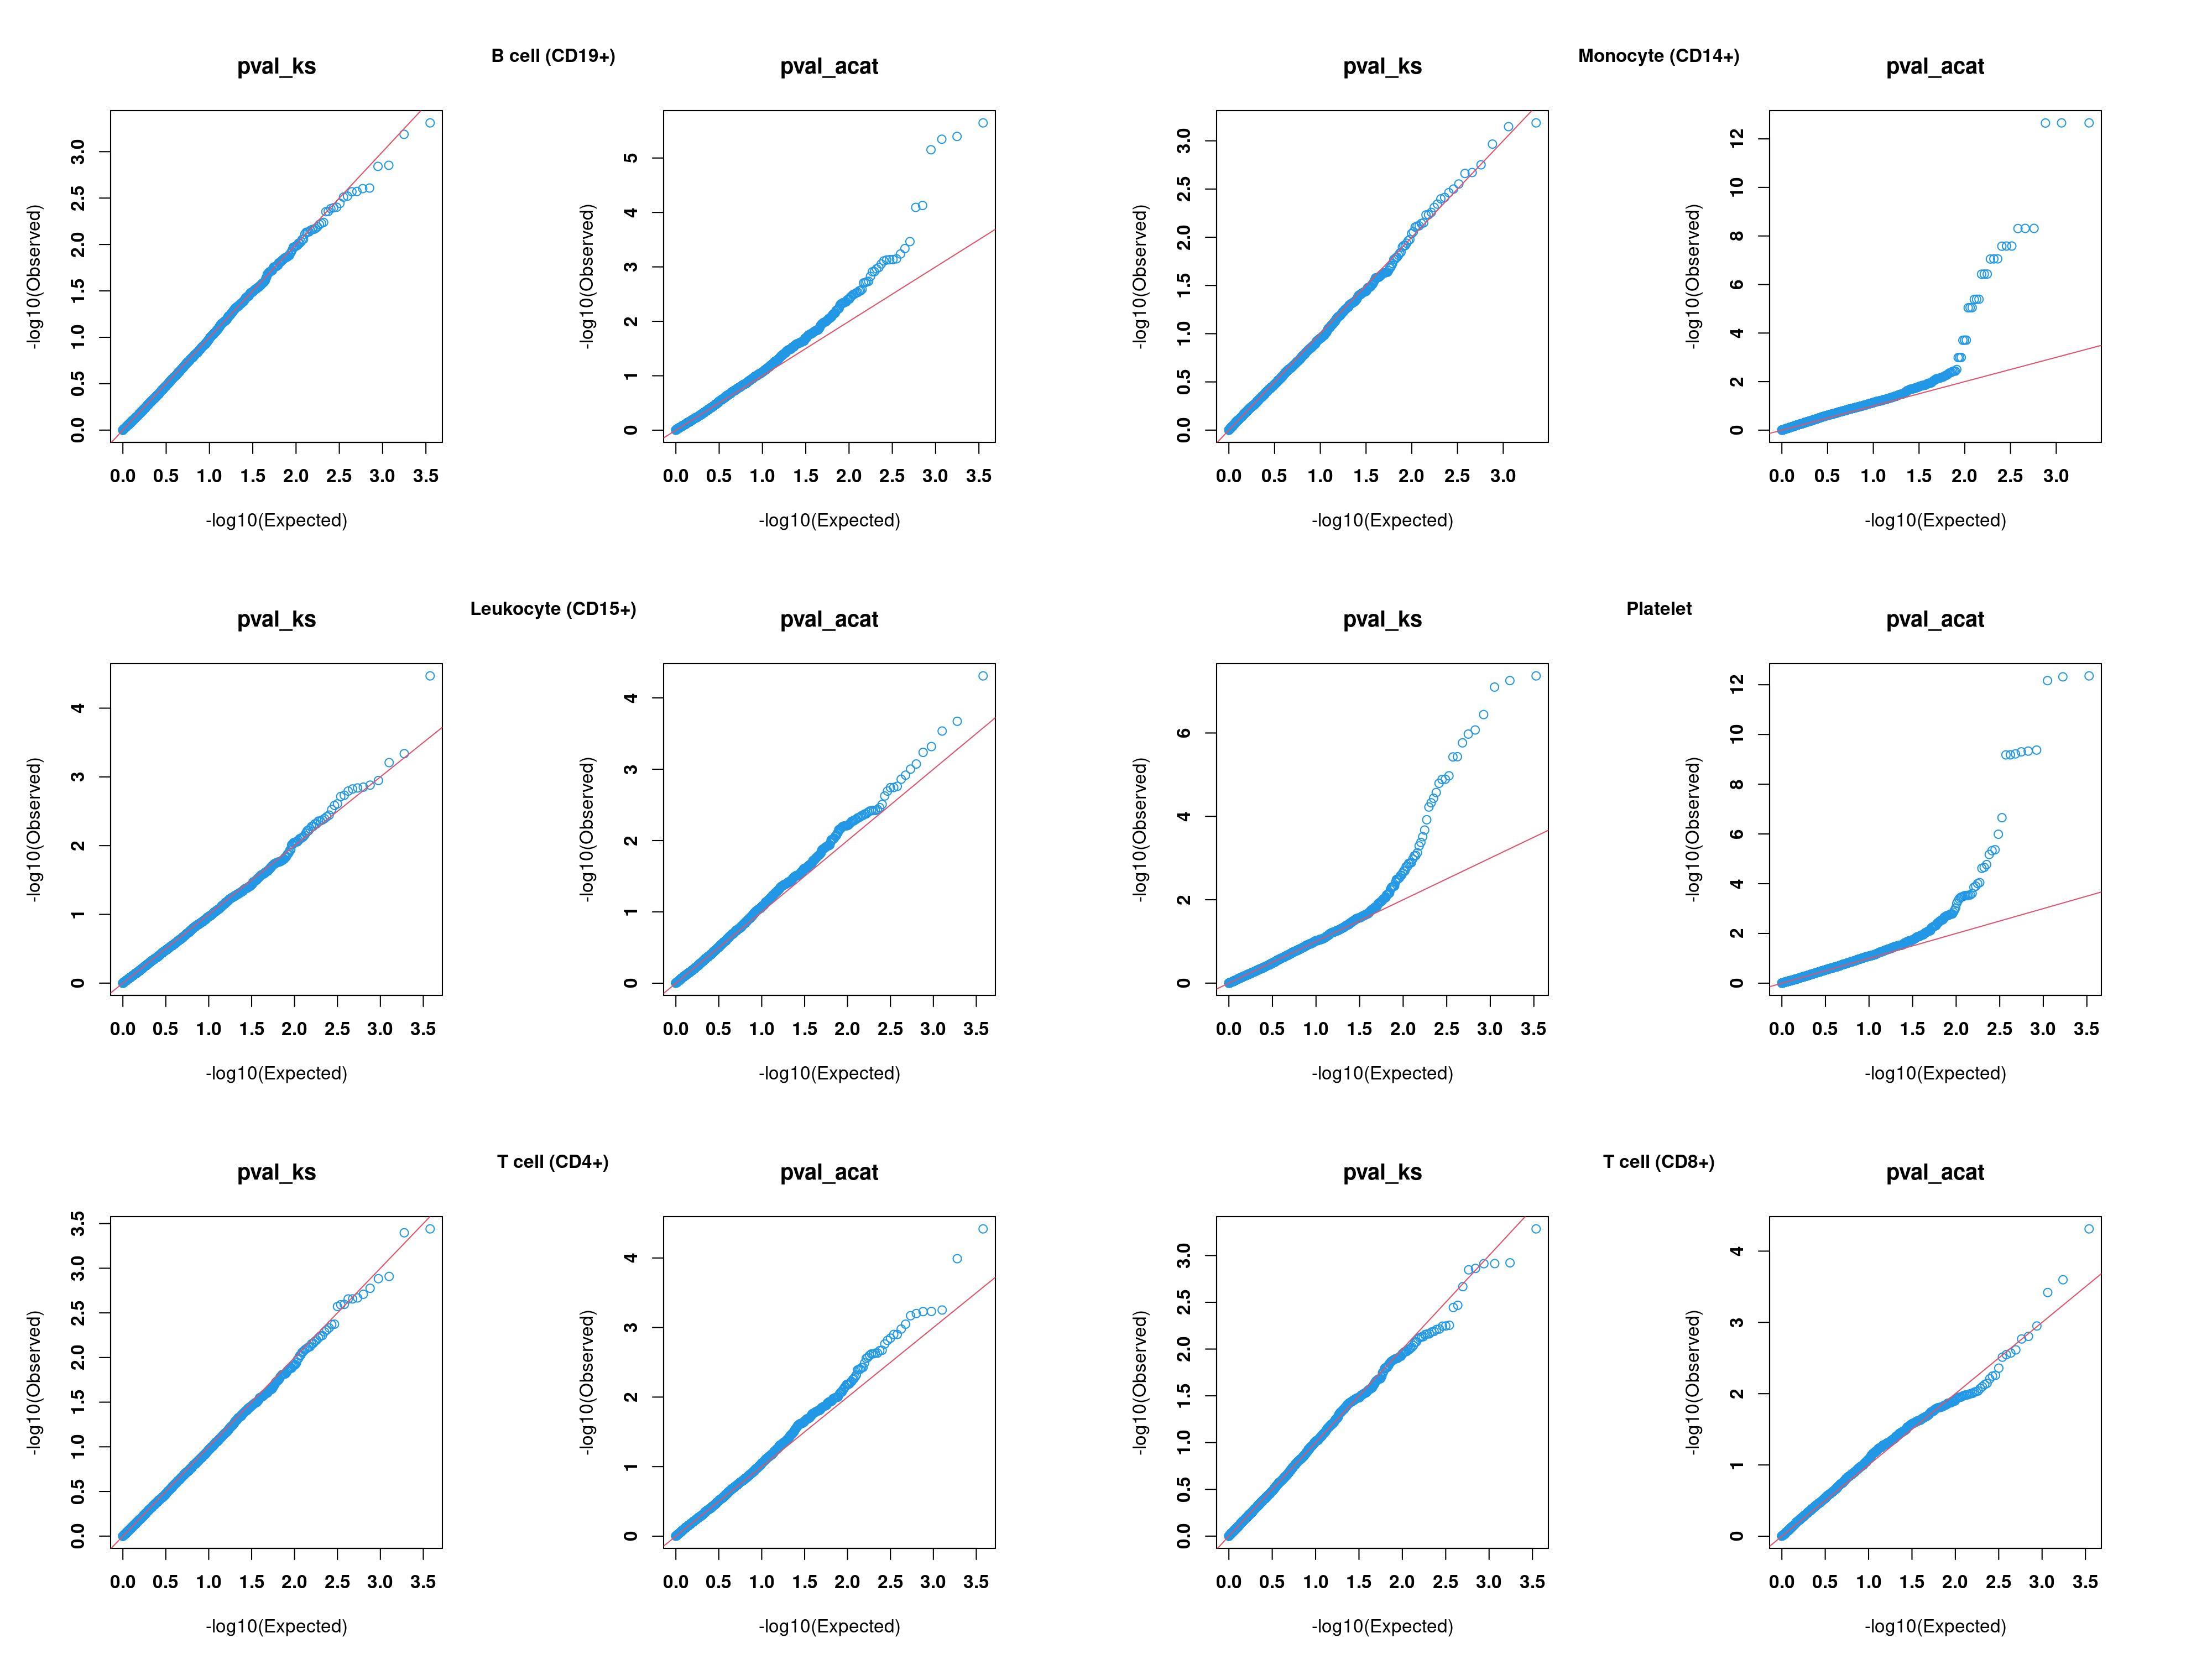 B cell (CD19+)
pval_ks
-log10(Observed)
0.0 0.5 1.0 1.5 2.0 2.5 3.0
0.0 0.5 1.0 1.5 2.0 2.5 3.0 3.5
-log10(Expected)
pval_acat
-log10(Observed)
0 1 2 3 4 5
0.0 0.5 1.0 1.5 2.0 2.5 3.0 3.5
-log10(Expected)
Monocyte (CD14+)
pval_ks
-log10(Observed)
0.0 0.5 1.0 1.5 2.0 2.5 3.0
0.0 0.5 1.0 1.5 2.0 2.5 3.0
-log10(Expected)
pval_acat
-log10(Observed)
0 2 4 6 8 10 12
0.0 0.5 1.0 1.5 2.0 2.5 3.0
-log10(Expected)
Leukocyte (CD15+)
pval_ks
-log10(Observed)
0 1 2 3 4
0.0 0.5 1.0 1.5 2.0 2.5 3.0 3.5
-log10(Expected)
pval_acat
-log10(Observed)
0 1 2 3 4
0.0 0.5 1.0 1.5 2.0 2.5 3.0 3.5
-log10(Expected)
Platelet
pval_ks
-log10(Observed)
0 2 4 6
0.0 0.5 1.0 1.5 2.0 2.5 3.0 3.5
-log10(Expected)
pval_acat
-log10(Observed)
0 2 4 6 8 10 12
0.0 0.5 1.0 1.5 2.0 2.5 3.0 3.5
-log10(Expected)
T cell (CD4+)
pval_ks
-log10(Observed)
0.0 0.5 1.0 1.5 2.0 2.5 3.0 3.5
0.0 0.5 1.0 1.5 2.0 2.5 3.0 3.5
-log10(Expected)
pval_acat
-log10(Observed)
0 1 2 3 4
0.0 0.5 1.0 1.5 2.0 2.5 3.0 3.5
-log10(Expected)
T cell (CD8+)
pval_ks
-log10(Observed)
0.0 0.5 1.0 1.5 2.0 2.5 3.0
0.0 0.5 1.0 1.5 2.0 2.5 3.0 3.5
-log10(Expected)
pval_acat
-log10(Observed)
0 1 2 3 4
0.0 0.5 1.0 1.5 2.0 2.5 3.0 3.5
-log10(Expected)